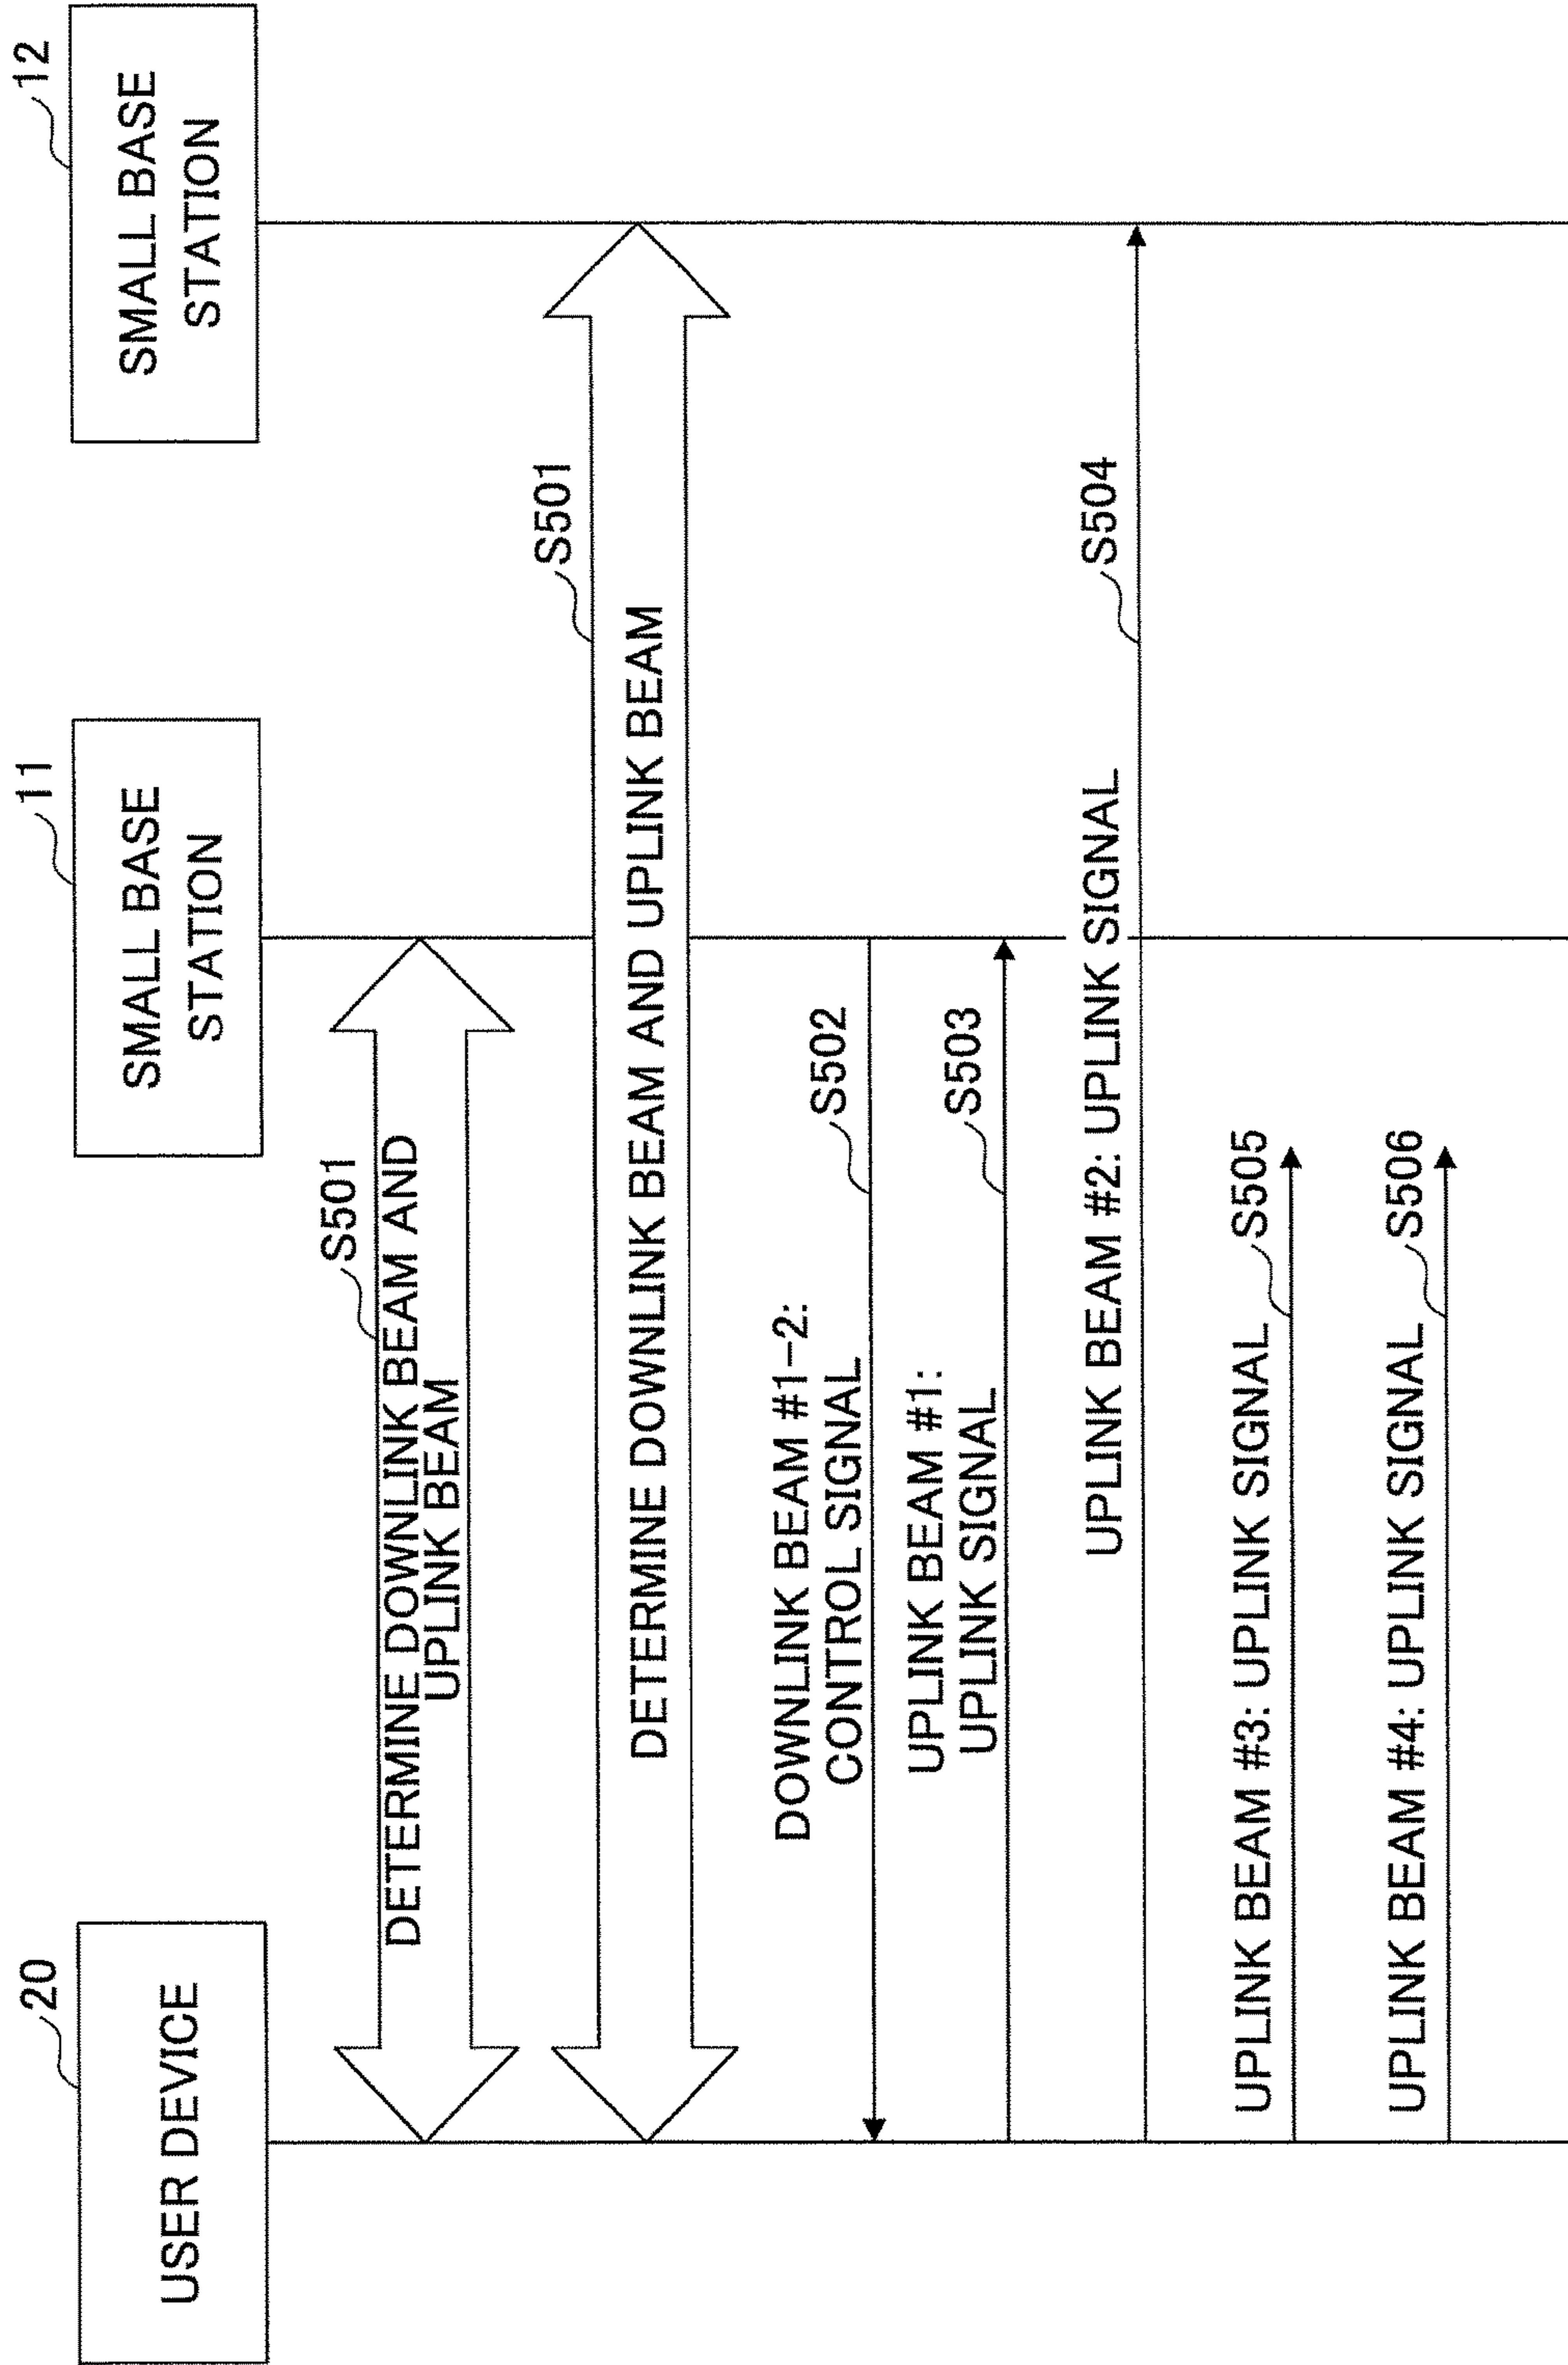 20
USER DEVICE
11
SMALL BASE
STATION
12
SMALL BASE
STATION
S501
DETERMINE DOWNLINK BEAM AND
UPLINK BEAM
S501
DETERMINE DOWNLINK BEAM AND UPLINK BEAM
DOWNLINK BEAM #1-2:
CONTROL SIGNAL
S502
UPLINK BEAM #1:
UPLINK SIGNAL
S503
UPLINK BEAM #2: UPLINK SIGNAL
S504
UPLINK BEAM #3: UPLINK SIGNAL
S505
UPLINK BEAM #4: UPLINK SIGNAL
S506